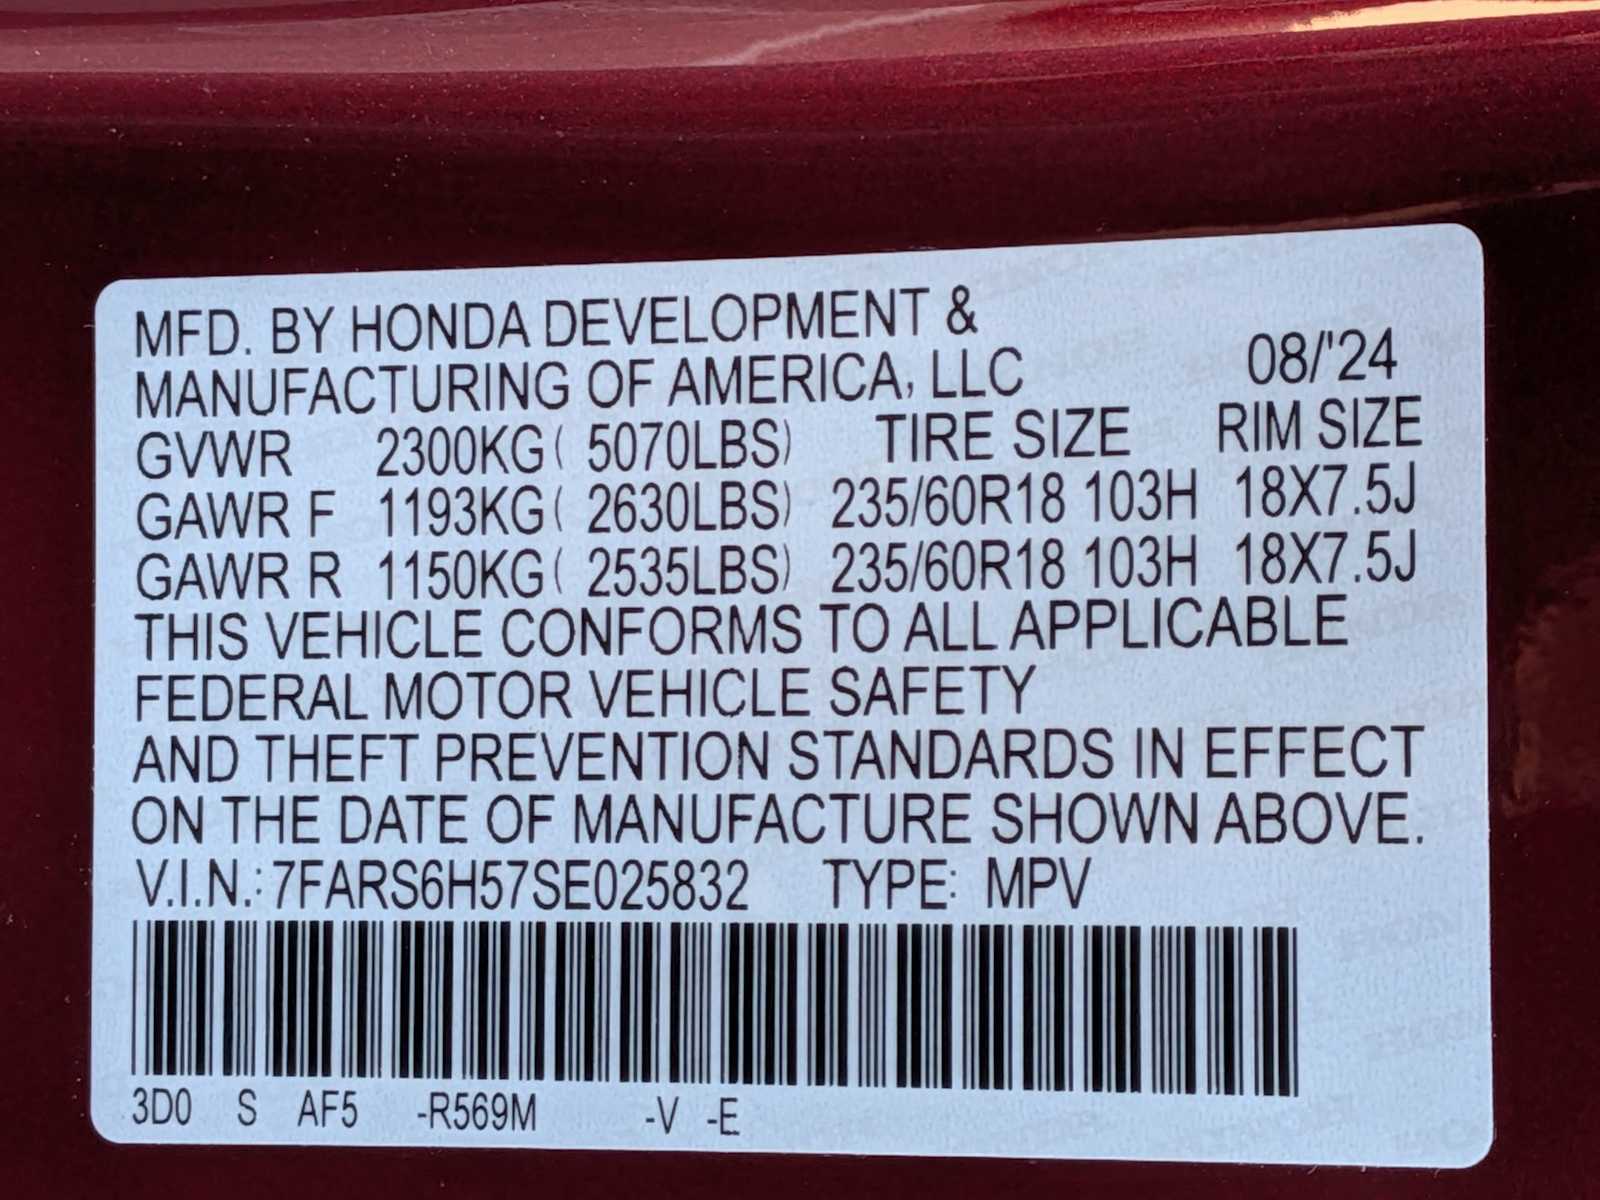 MFD. BY HONDA DEVELOPMENT &
MANUFACTURING OF AMERICA, LLC 08/'24
GVWR 2300KG( 5070LBS) TIRE SIZE RIM SIZE
GAWR F 1193KG( 2630LBS) 235/60R18 103H 18X7.5J
GAWR R 1150KG( 2535LBS) 235/60R18 103H 18X7.5J
THIS VEHICLE CONFORMS TO ALL APPLICABLE
FEDERAL MOTOR VEHICLE SAFETY
AND THEFT PREVENTION STANDARDS IN EFFECT
ON THE DATE OF MANUFACTURE SHOWN ABOVE.
V.I.N.: 7FARS6H57SE025832 TYPE: MPV
3D0 S AF5 -R569M -V -E